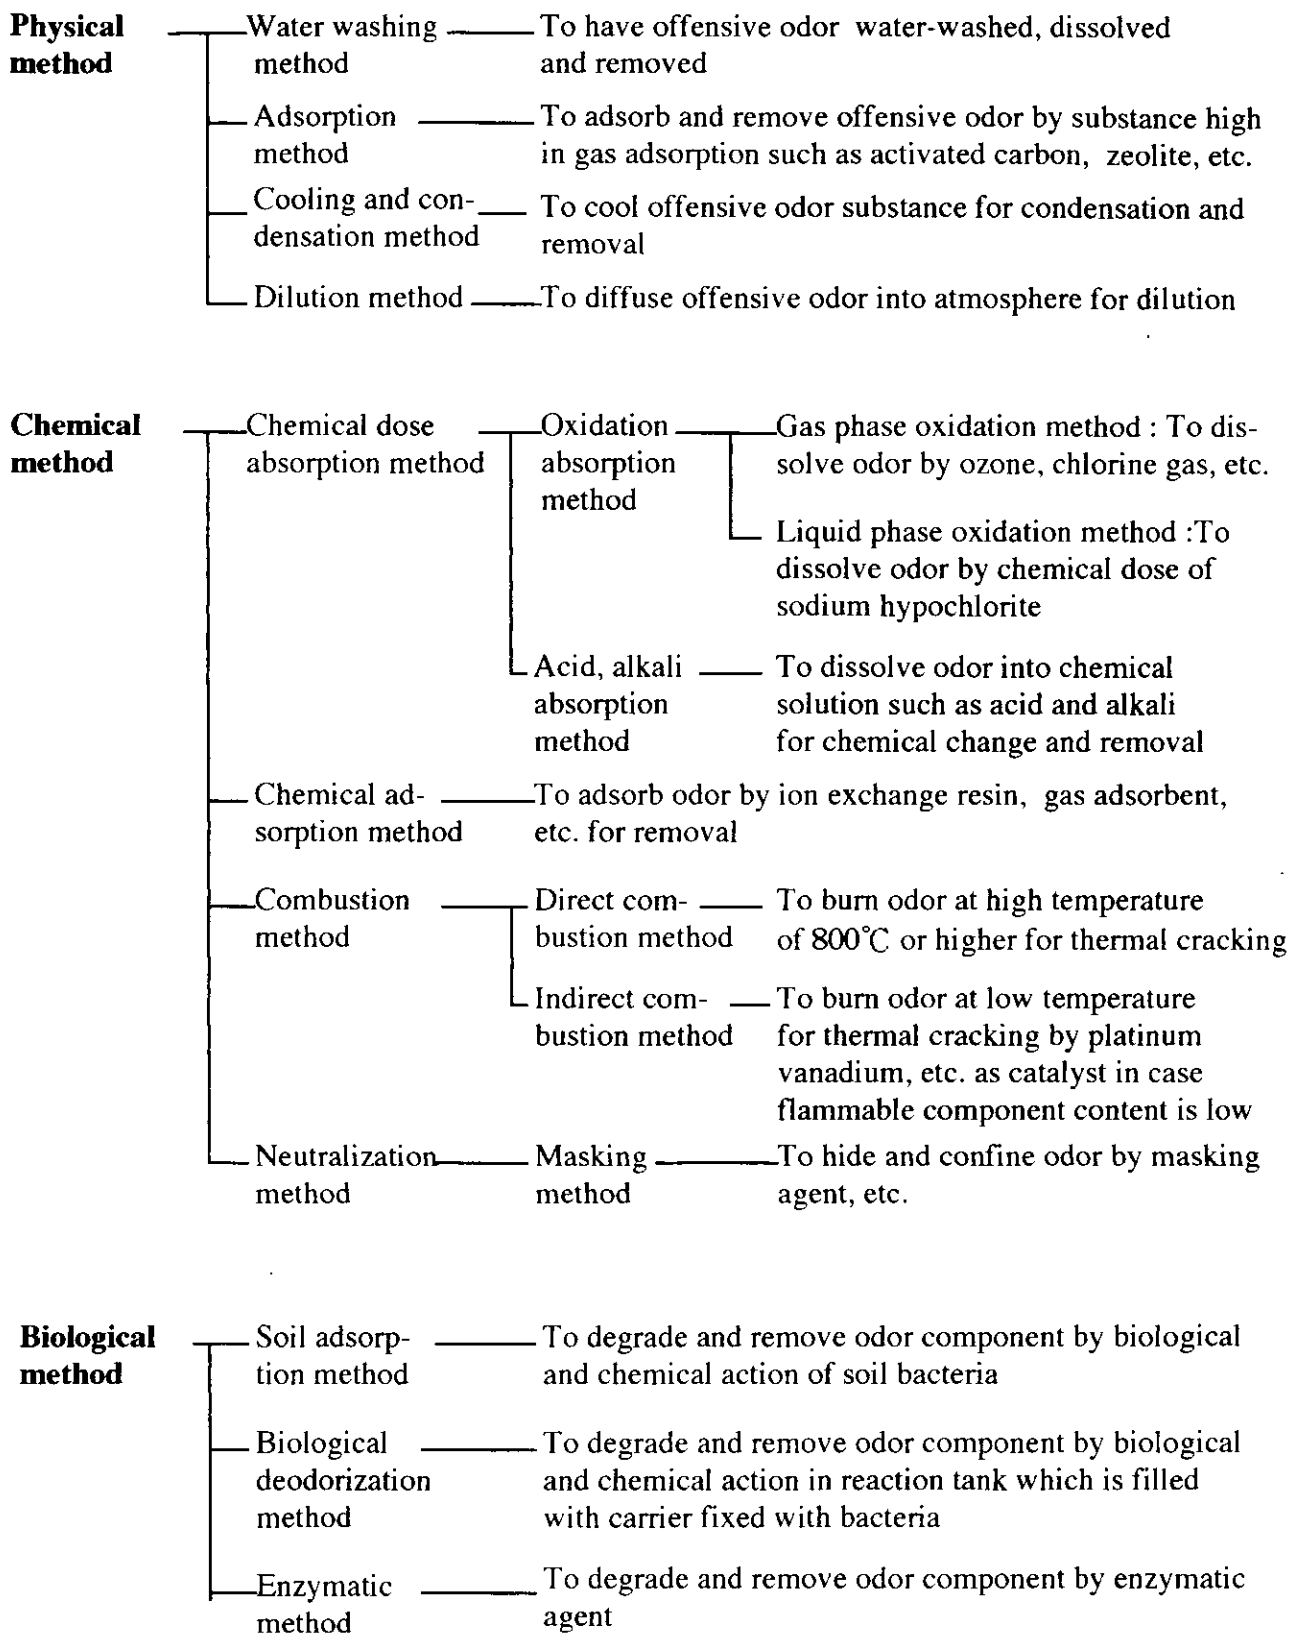 Physical method
Water washing method
To have offensive odor water-washed, dissolved
and removed
Adsorption method
To adsorb and remove offensive odor by substance high
in gas adsorption such as activated carbon, zeolite, etc.
Cooling and con-
densation method
To cool offensive odor substance for condensation and
removal
Dilution method
To diffuse offensive odor into atmosphere for dilution
Chemical
method
Chemical dose
absorption method
Oxidation
absorption
method
Gas phase oxidation method : To dis-
solve odor by ozone, chlorine gas, etc.
Liquid phase oxidation method :To
dissolve odor by chemical dose of
sodium hypochlorite
Acid, alkali
absorption
method
To dissolve odor into chemical
solution such as acid and alkali
for chemical change and removal
Chemical ad-
sorption method
To adsorb odor by ion exchange resin, gas adsorbent,
etc. for removal
Combustion
method
Direct com-
bustion method
To burn odor at high temperature
of 800℃ or higher for thermal cracking
Indirect com-
bustion method
To burn odor at low temperature
for thermal cracking by platinum
vanadium, etc. as catalyst in case
flammable component content is low
Neutralization
method
Masking
method
To hide and confine odor by masking
agent, etc.
Biological
method
Soil adsorp-
tion method
To degrade and remove odor component by biological
and chemical action of soil bacteria
Biological
deodorization
method
To degrade and remove odor component by biological
and chemical action in reaction tank which is filled
with carrier fixed with bacteria
Enzymatic
method
To degrade and remove odor component by enzymatic
agent